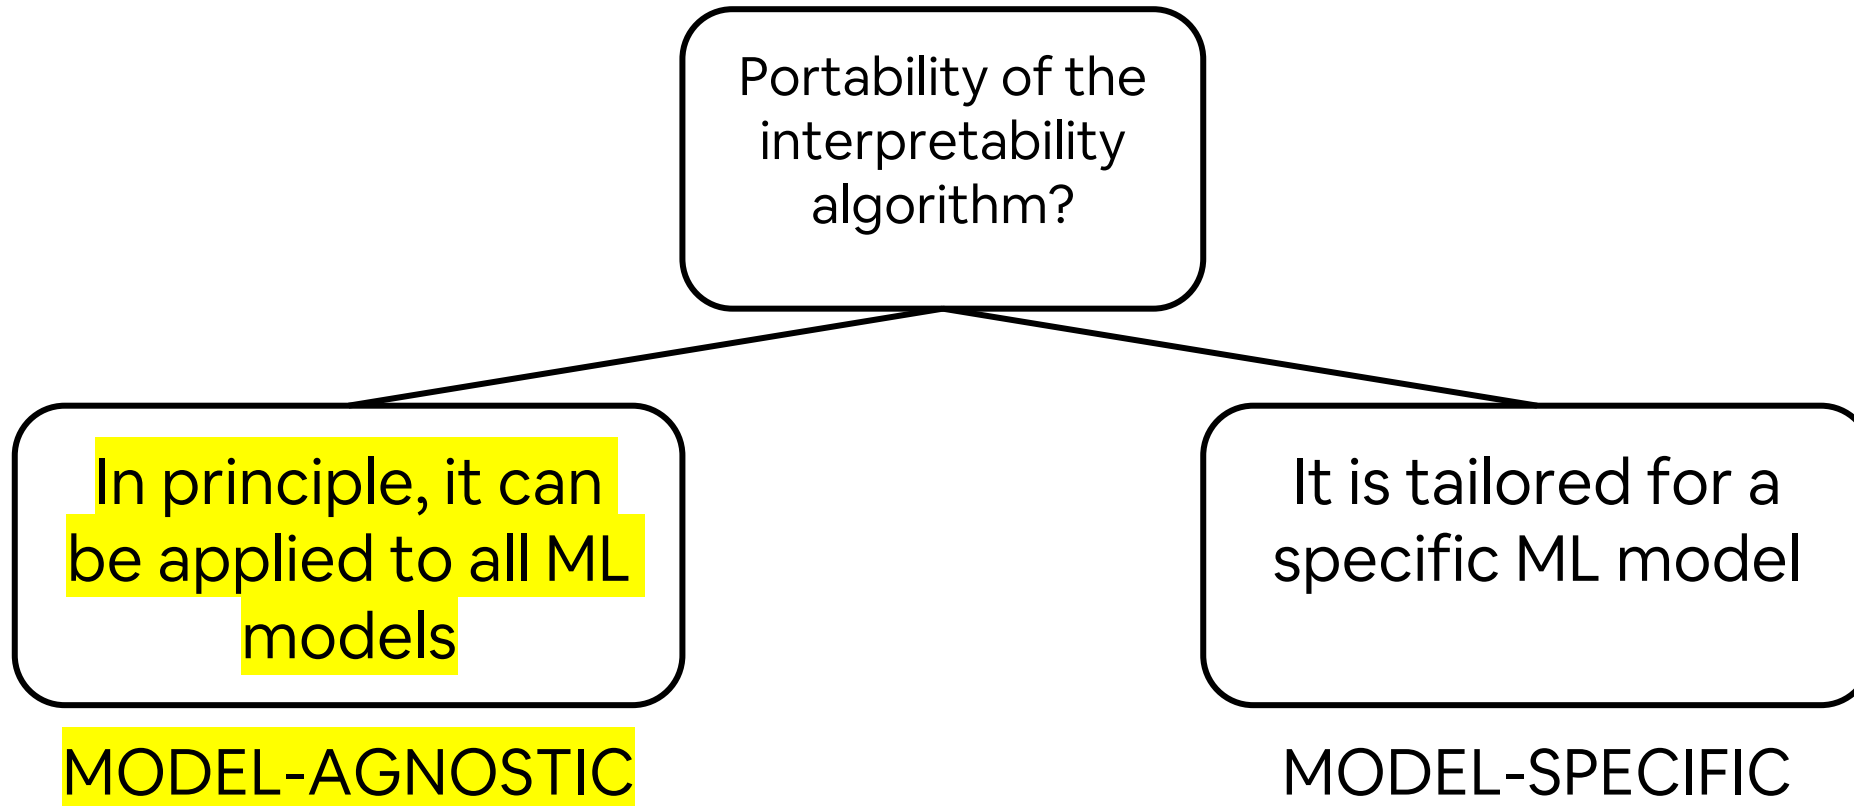 Portability of the
interpretability
algorithm?
In principle, it can
be applied to all ML
models
It is tailored for a
specific ML model
MODEL-AGNOSTIC
MODEL-SPECIFIC